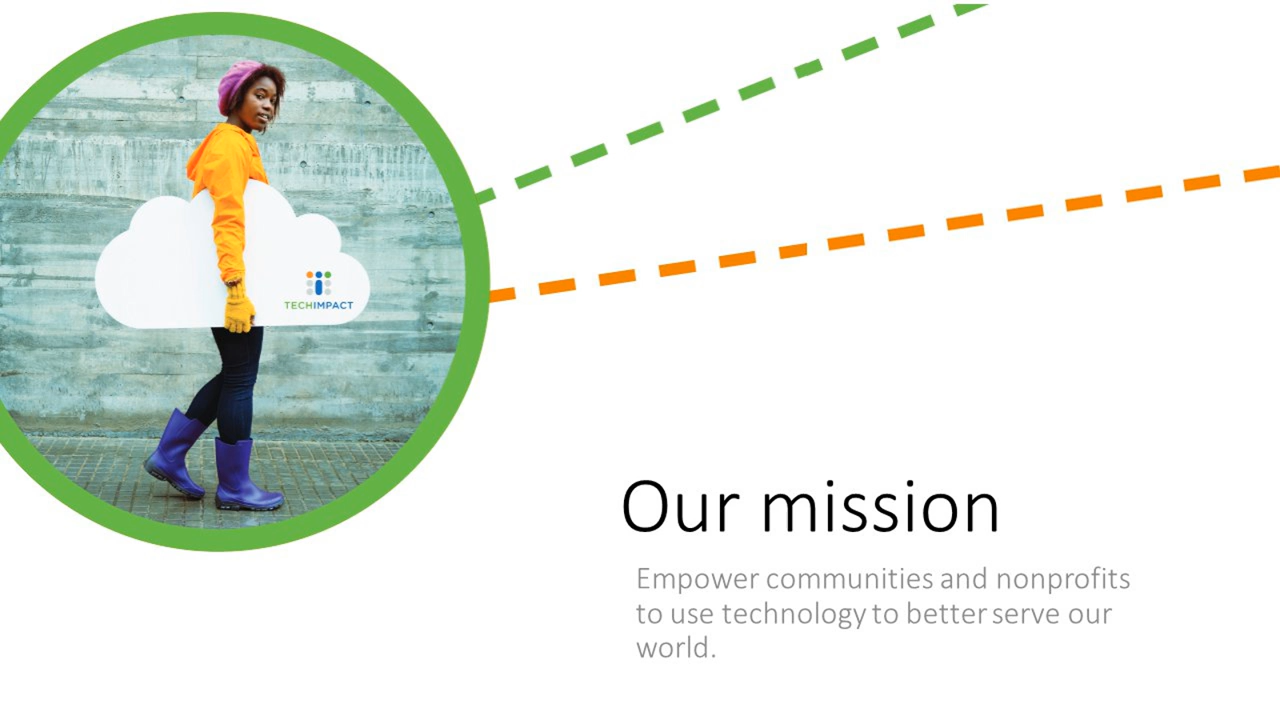 TECHIMPACT
Our mission
Empower communities and nonprofits
to use technology to better serve our
world.